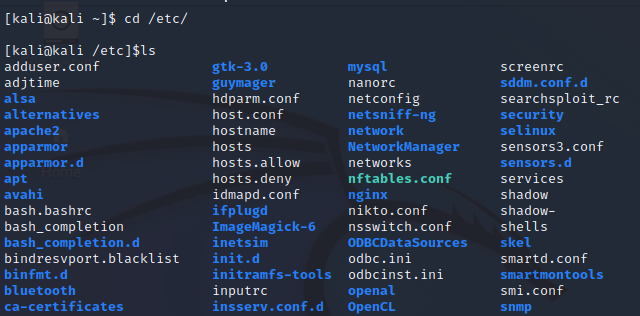 [kali@kali ~]$ cd /etc/
[kali@kali /etc]$ls
adduser.conf gtk-3.0 mysql screenrc
adjtime guymager nanorc sddm.conf.d
alsa hdparm.conf netconfig searchsploit_rc
alternatives host.conf netsniff-ng security
apache2 hostname network selinux
apparmor hosts NetworkManager sensors3.conf
apparmor.d hosts.allow networks sensors.d
apt hosts.deny nftables.conf services
avahi idmapd.conf nginx shadow
bash.bashrc ifplugd nikto.conf shadow-
bash_completion ImageMagick-6 nsswitch.conf shells
bash_completion.d inetsim ODBCDataSources skel
bindresvport.blacklist init.d odbc.ini smartd.conf
binfmt.d initramfs-tools odbcinst.ini smartmontools
bluetooth inputrc openal smi.conf
ca-certificates insserv.conf.d OpenCL snmp